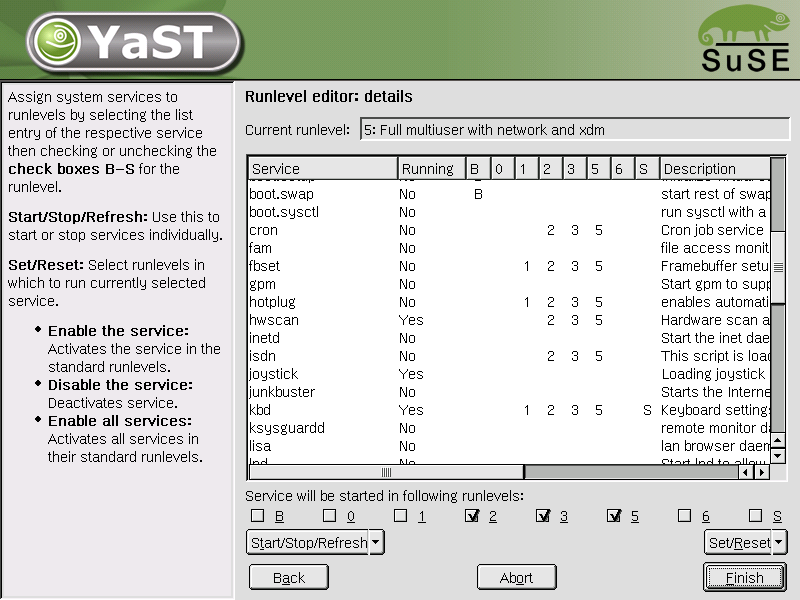 YaST
SuSE
Assign system services to
runlevels by selecting the list
entry of the respective service
then checking or unchecking the
check boxes B-S for the
runlevel.
Start/Stop/Refresh: Use this to
start or stop services individually.
Set/Reset: Select runlevels in
which to run currently selected
service.
Enable the service:
Activates the service in the
standard runlevels.
Disable the service:
Deactivates service.
Enable all services:
Activates all services in
their standard runlevels.
Runlevel editor: details
Current runlevel: 5: Full multiuser with network and xdm
Service Running B 0 1 2 3 5 6 S Description
boot.swap No B start rest of swap
boot.sysctl No run sysctl with a
cron No 2 3 5 Cron job service
fam No file access monit
fbset No 1 2 3 5 Framebuffer setu
gpm No Start gpm to supp
hotplug No 1 2 3 5 enables automati
hwscan Yes 2 3 5 Hardware scan a
inetd No Start the inet dae
isdn No 2 3 5 This script is load
joystick Yes Loading joystick
junkbuster No Starts the Interne
kbd Yes 1 2 3 5 S Keyboard settings
ksysguardd No remote monitor da
lisa No lan browser daem
lpd No Start lpd to allow
Service will be started in following runlevels:
B 0 1 2 3 5 6 S
Start/Stop/Refresh Set/Reset
Back Abort Finish